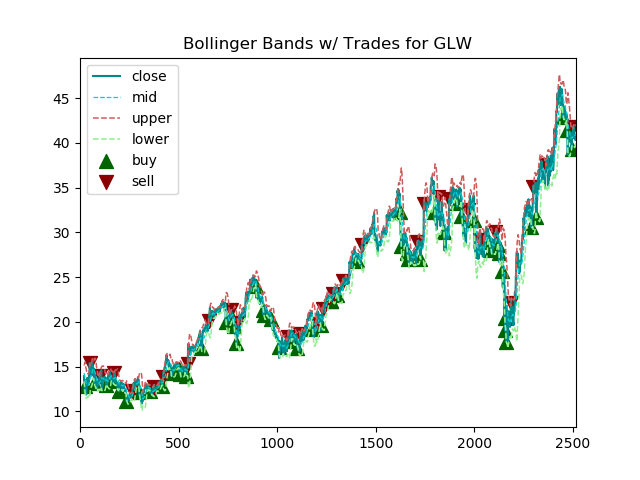 Bollinger Bands w/ Trades for GLW
close
mid
upper
lower
buy
sell
45
40
35
30
25
20
15
10
0 500 1000 1500 2000 2500